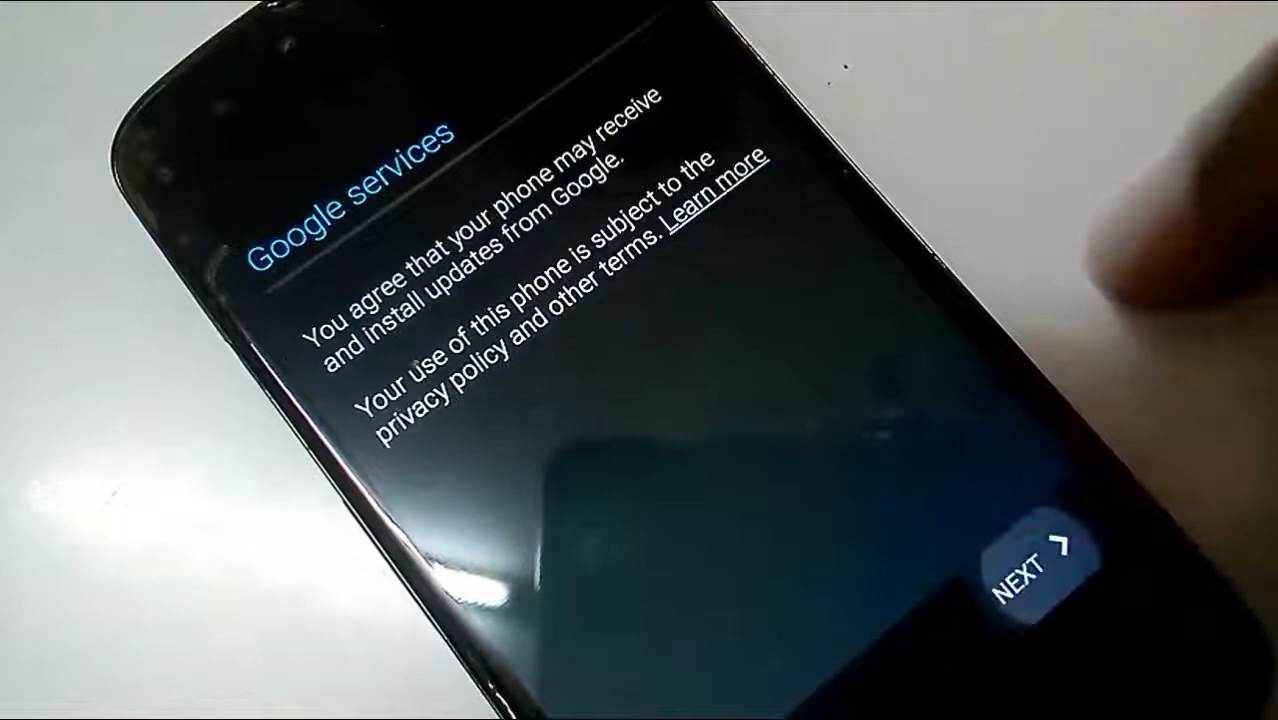 Google services
You agree that your phone may receive
and install updates from Google.
Your use of this phone is subject to the
privacy policy and other terms. Learn more
NEXT